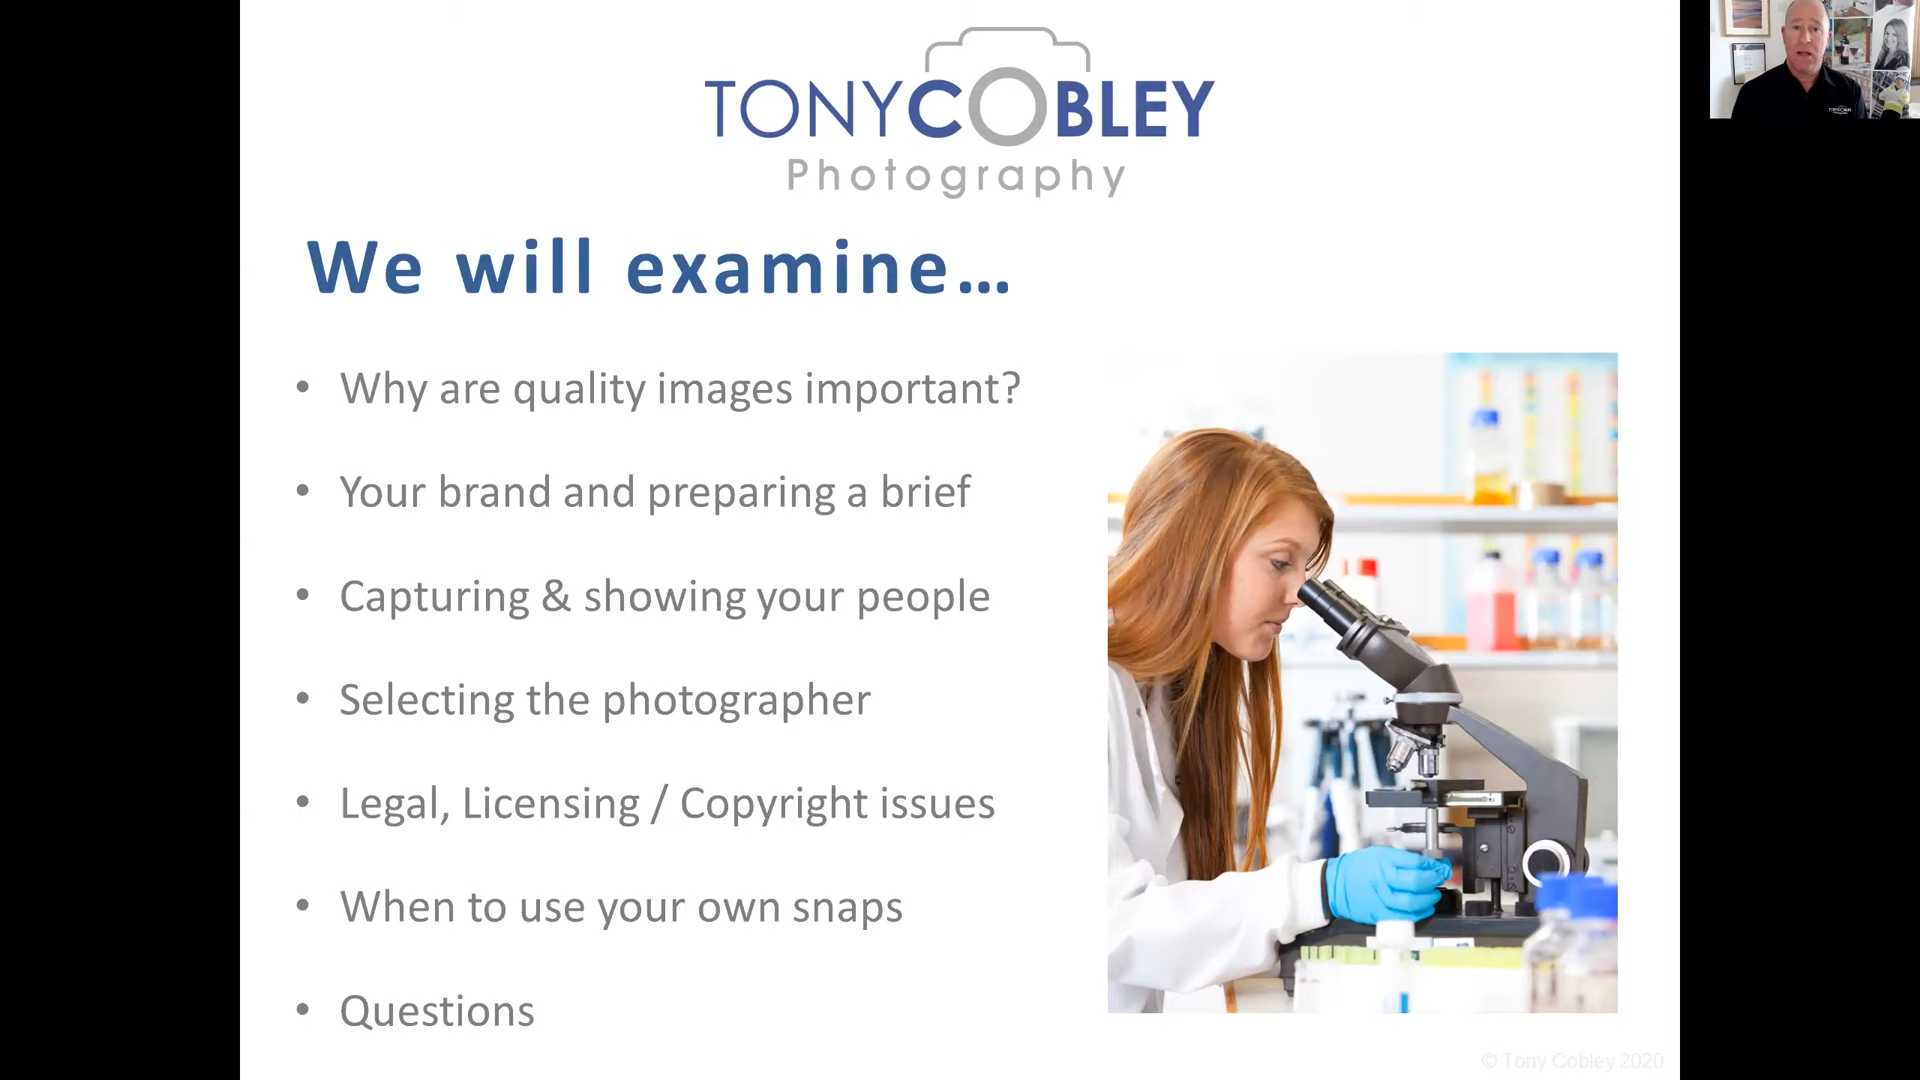 TONYCOBLEY
Photography
We will examine...
• Why are quality images important?
• Your brand and preparing a brief
• Capturing & showing your people
• Selecting the photographer
• Legal, Licensing / Copyright issues
• When to use your own snaps
• Questions
© Tony Cobley 2020